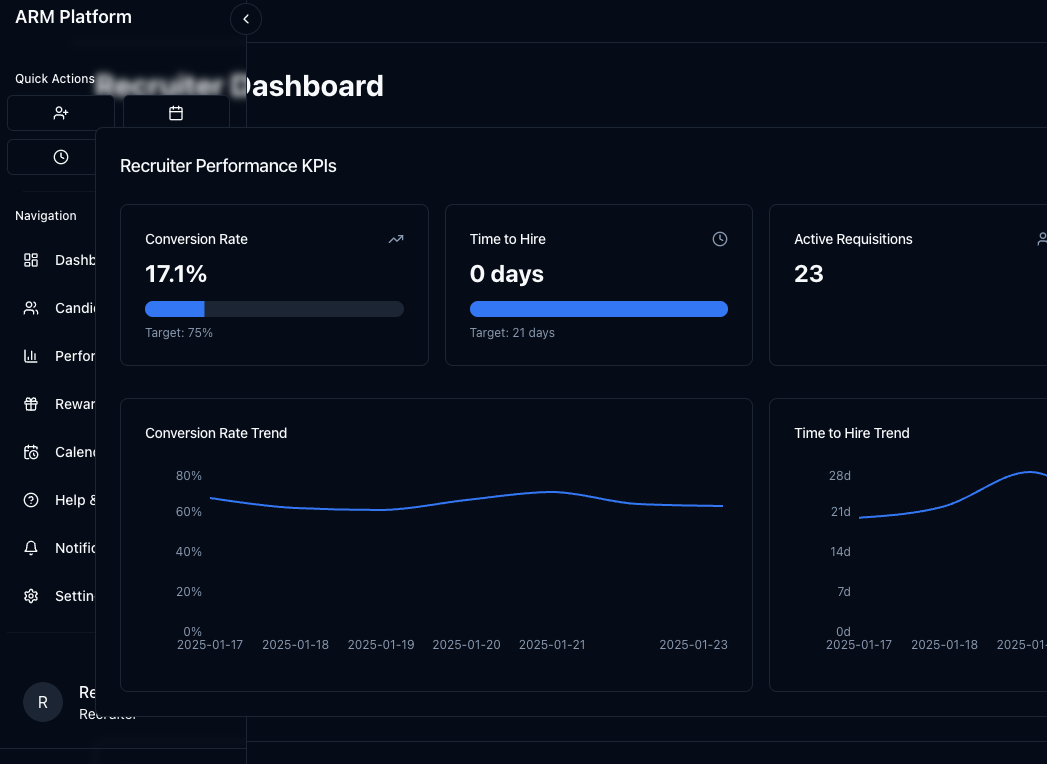 ARM Platform
Quick Actions
Recruiter Dashboard
Recruiter Performance KPIs
Navigation
Dashb
Candi
Perfor
Rewar
Calen
Help &
Notific
Settin
Conversion Rate
17.1%
Target: 75%
Time to Hire
0 days
Target: 21 days
Active Requisitions
23
Conversion Rate Trend
80%
60%
40%
20%
0%
2025-01-17 2025-01-18 2025-01-19 2025-01-20 2025-01-21 2025-01-23
Time to Hire Trend
28d
21d
14d
7d
0d
2025-01-17 2025-01-18 2025-01-
R
Re
Recruiter